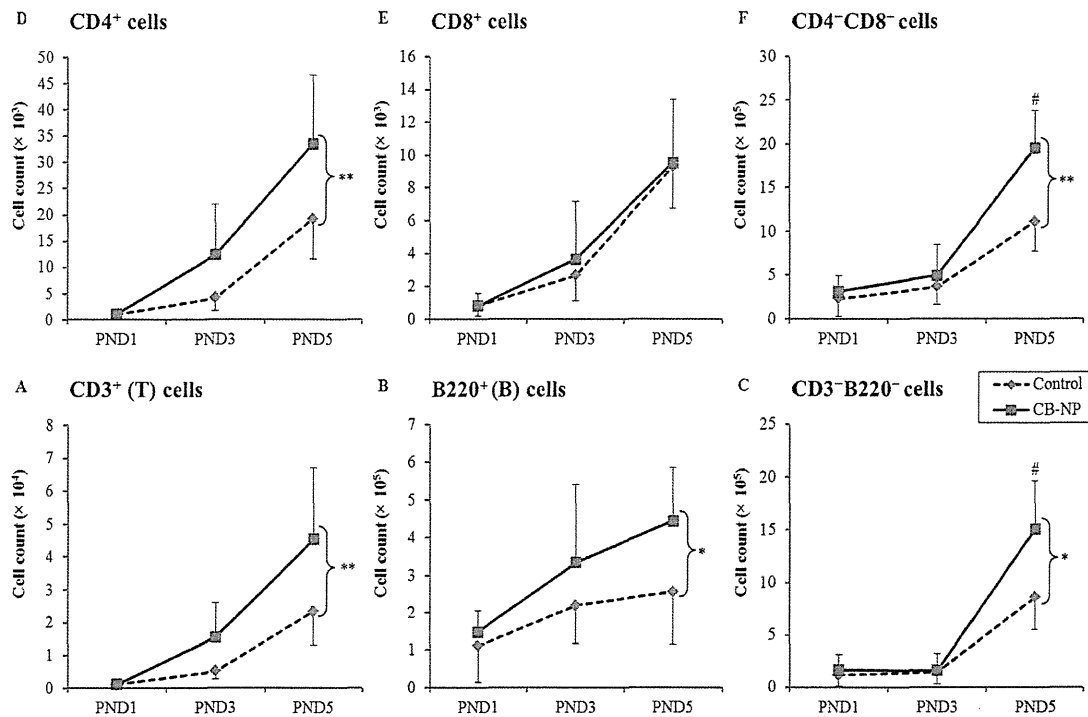 D CD4⁺ cells
Cell count (× 10³)
50
45
40
35
30
25
20
15
10
5
0
**
PND1 PND3 PND5
E CD8⁺ cells
Cell count (× 10³)
16
14
12
10
8
6
4
2
0
PND1 PND3 PND5
F CD4⁻CD8⁻ cells
Cell count (× 10⁵)
30
25
20
15
10
5
0
#
**
PND1 PND3 PND5
A CD3⁺ (T) cells
Cell count (× 10⁴)
8
7
6
5
4
3
2
1
0
**
PND1 PND3 PND5
B B220⁺ (B) cells
Cell count (× 10⁵)
7
6
5
4
3
2
1
0
*
PND1 PND3 PND5
C CD3⁻B220⁻ cells
Control
CB-NP
Cell count (× 10⁵)
25
20
15
10
5
0
#
*
PND1 PND3 PND5